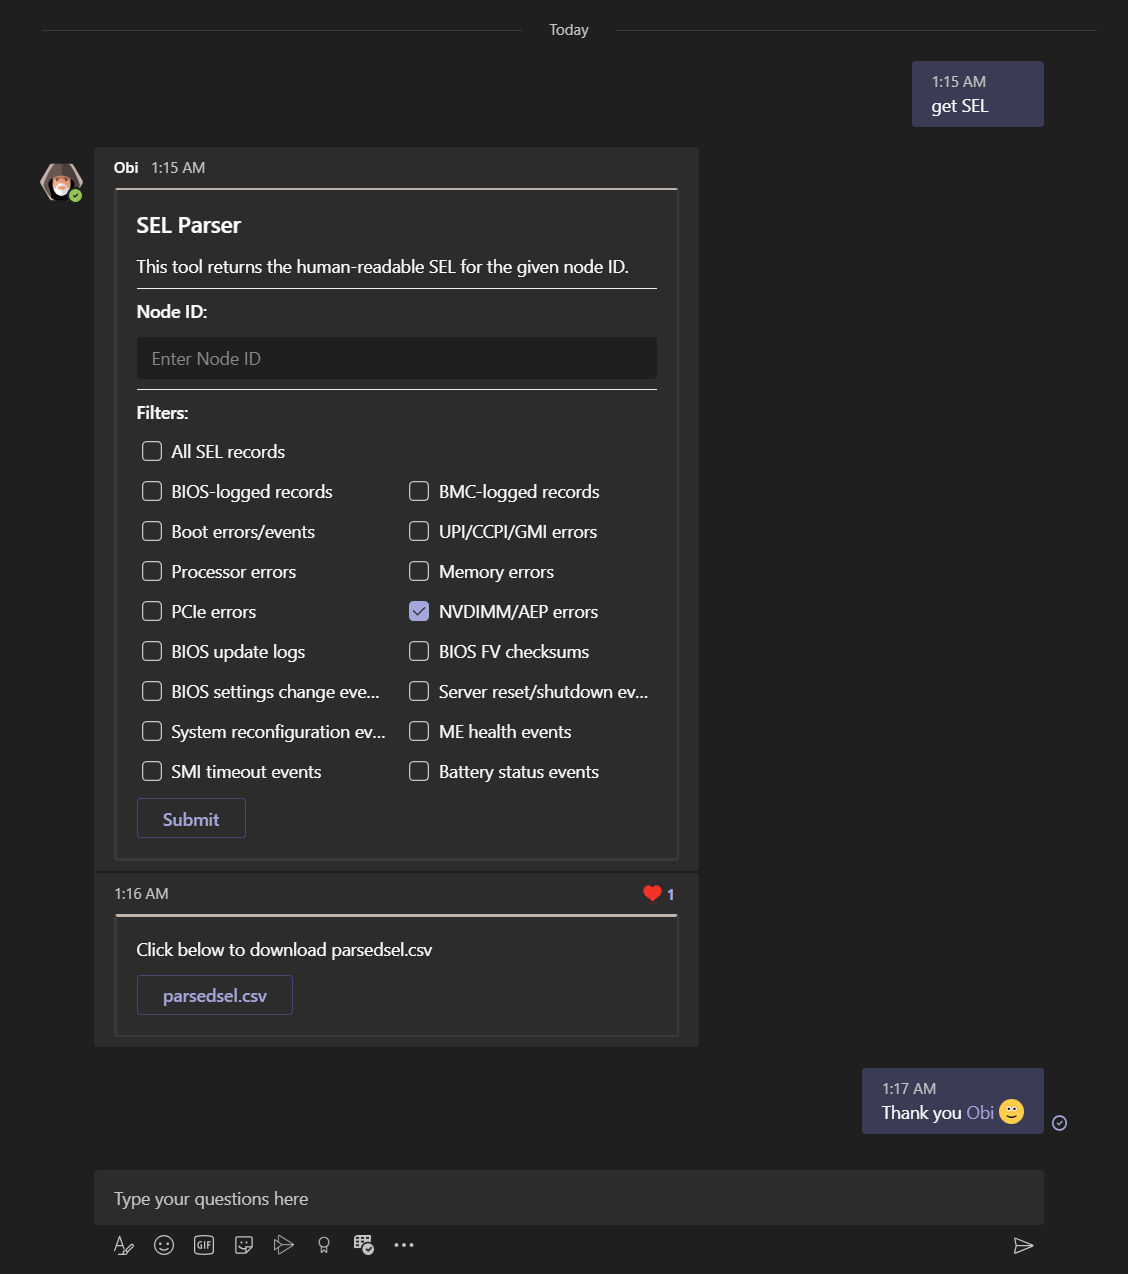 Today
1:15 AM
get SEL
Obi 1:15 AM
SEL Parser
This tool returns the human-readable SEL for the given node ID.
Node ID:
Enter Node ID
Filters:
All SEL records
BIOS-logged records BMC-logged records
Boot errors/events UPI/CCPI/GMI errors
Processor errors Memory errors
PCIe errors NVDIMM/AEP errors
BIOS update logs BIOS FV checksums
BIOS settings change eve... Server reset/shutdown ev...
System reconfiguration ev... ME health events
SMI timeout events Battery status events
Submit
1:16 AM 1
Click below to download parsedsel.csv
parsedsel.csv
1:17 AM
Thank you Obi
Type your questions here
GIF